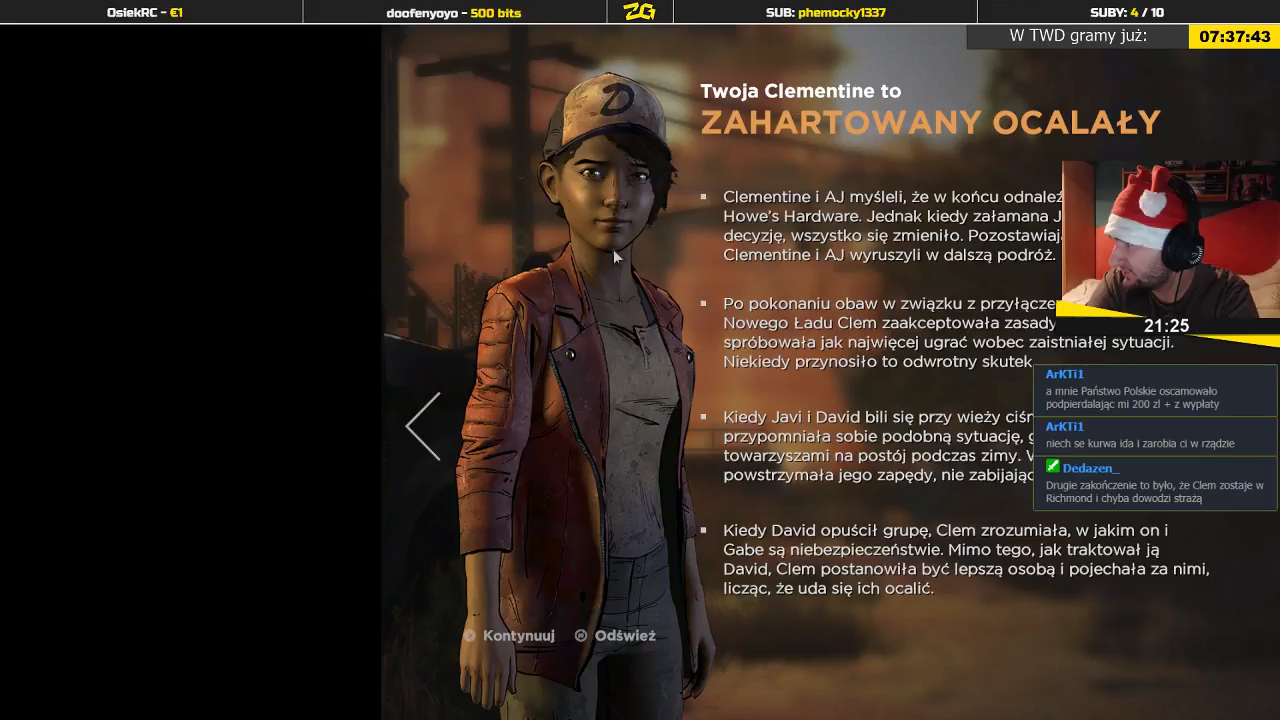 OsiekRC - €1
doofenyoyo - 500 bits
ZG
SUB: phemocky1337
SUBY: 4 / 10
W TWD gramy już:
07:37:43
D
Twoja Clementine to
ZAHARTOWANY OCALAŁY
Clementine i AJ myśleli, że w końcu odnaleź
Howe's Hardware. Jednak kiedy załamana J
decyzję, wszystko się zmieniło. Pozostawiaj
Clementine i AJ wyruszyli w dalszą podróż.
Po pokonaniu obaw w związku z przyłącze
Nowego Ładu Clem zaakceptowała zasady
spróbowała jak najwięcej ugrać wobec zaistniałej sytuacji.
Niekiedy przynosiło to odwrotny skutek.
21:25
Kiedy Javi i David bili się przy wieży ciśn
przypomniała sobie podobną sytuację, g
towarzyszami na postój podczas zimy. W
powstrzymała jego zapędy, nie zabijając
Kiedy David opuścił grupę, Clem zrozumiała, w jakim on i
Gabe są niebezpieczeństwie. Mimo tego, jak traktował ją
David, Clem postanowiła być lepszą osobą i pojechała za nimi,
licząc, że uda się ich ocalić.
ArKTi1
a mnie Państwo Polskie oscamowało
podpierdalając mi 200 zl + z wypłaty
ArKTi1
niech se kurwa ida i zarobia ci w rządzie
Dedazen_
Drugie zakończenie to było, że Clem zostaje w
Richmond i chyba dowodzi strażą
Kontynuuj
Odśwież